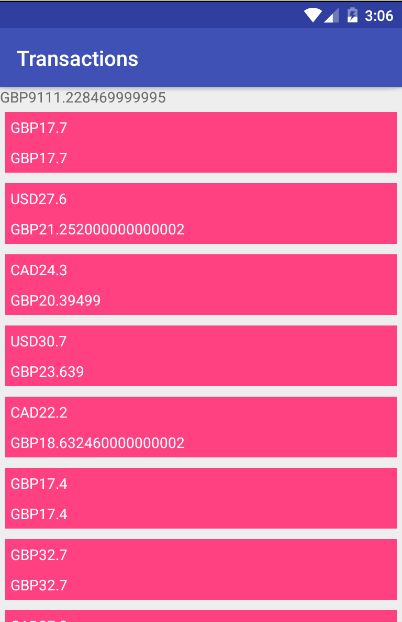 3:06
Transactions
GBP9111.228469999995
GBP17.7
GBP17.7
USD27.6
GBP21.252000000000002
CAD24.3
GBP20.39499
USD30.7
GBP23.639
CAD22.2
GBP18.632460000000002
GBP17.4
GBP17.4
GBP32.7
GBP32.7